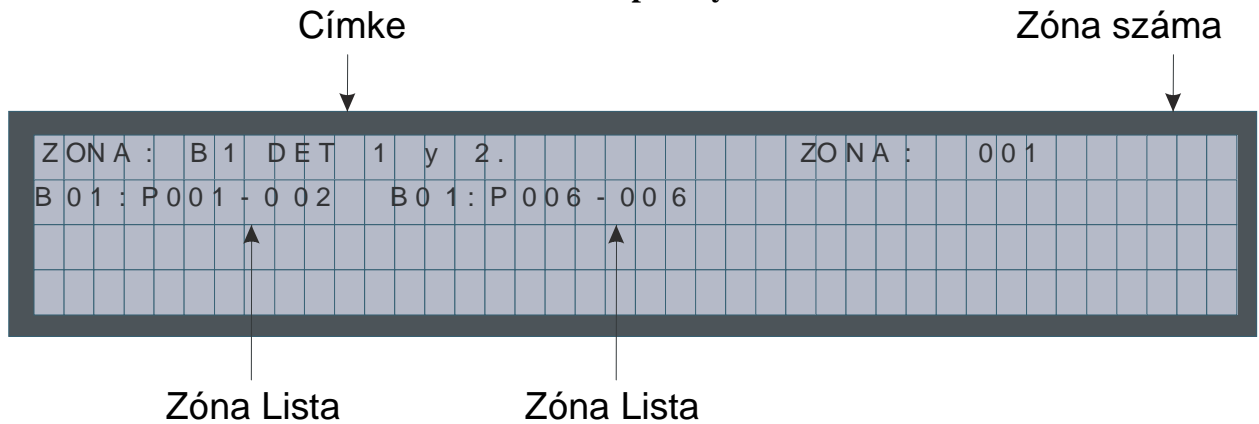 Címke Zóna száma
ZONA: B1 DET 1 y 2. ZONA: 001
B01:P001-002 B01:P006-006
Zóna Lista Zóna Lista